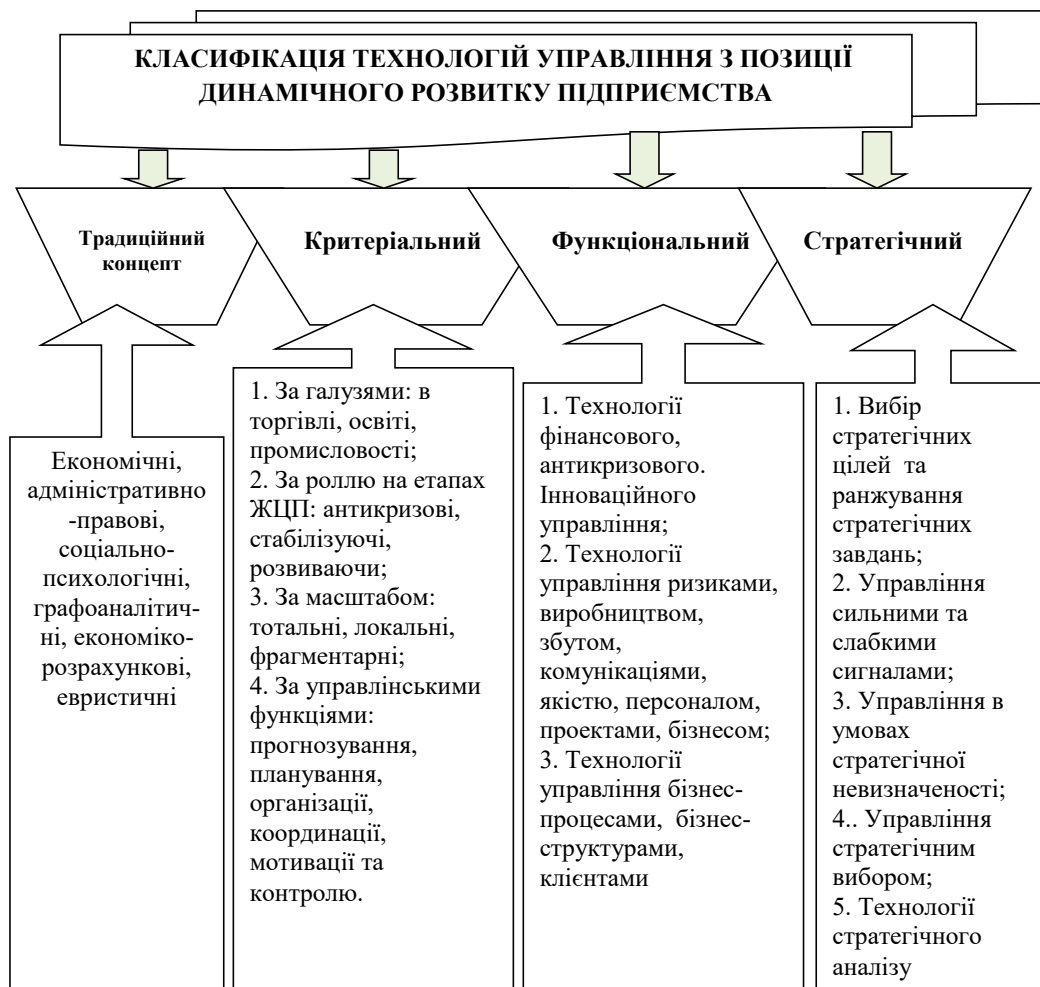 КЛАСИФІКАЦІЯ ТЕХНОЛОГІЙ УПРАВЛІННЯ З ПОЗИЦІЇ
ДИНАМІЧНОГО РОЗВИТКУ ПІДПРИЄМСТВА
Традиційний
концепт
Критеріальний
Функціональний
Стратегічний
Економічні,
адміністративно
-правові,
соціально-
психологічні,
графоаналітич-
ні, економіко-
розрахункові,
евристичні
1. За галузями: в
торгівлі, освіті,
промисловості;
2. За роллю на етапах
ЖЦП: антикризові,
стабілізуючі,
розвиваючи;
3. За масштабом:
тотальні, локальні,
фрагментарні;
4. За управлінськими
функціями:
прогнозування,
планування,
організації,
координації,
мотивації та
контролю.
1. Технології
фінансового,
антикризового.
Інноваційного
управління;
2. Технології
управління ризиками,
виробництвом,
збутом,
комунікаціями,
якістю, персоналом,
проектами, бізнесом;
3. Технології
управління бізнес-
процесами, бізнес-
структурами,
клієнтами
1. Вибір
стратегічних
цілей та
ранжування
стратегічних
завдань;
2. Управління
сильними та
слабкими
сигналами;
3. Управління в
умовах
стратегічної
невизначеності;
4.. Управління
стратегічним
вибором;
5. Технології
стратегічного
аналізу